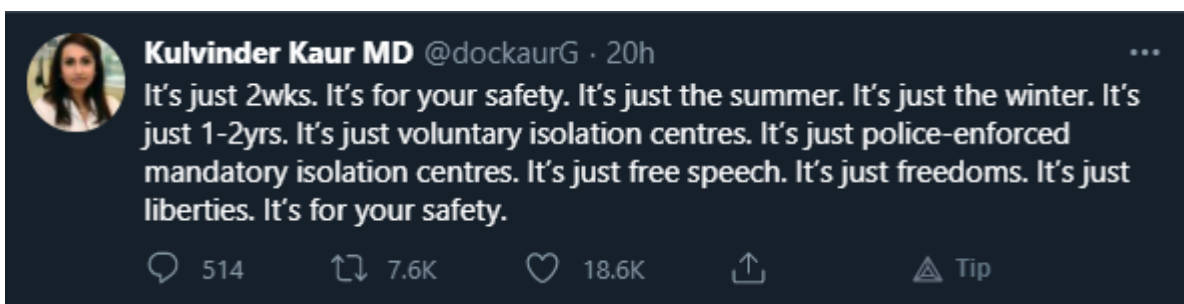 Kulvinder Kaur MD @dockaurG · 20h
It's just 2wks. It's for your safety. It's just the summer. It's just the winter. It's
just 1-2yrs. It's just voluntary isolation centres. It's just police-enforced
mandatory isolation centres. It's just free speech. It's just freedoms. It's just
liberties. It's for your safety.
514 7.6K 18.6K Tip